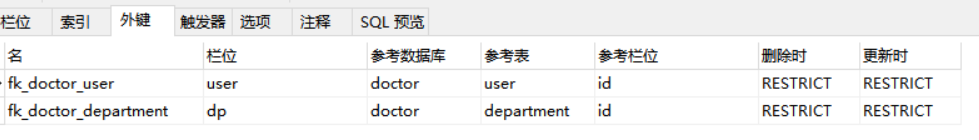 栏位 索引 外键 触发器 选项 注释 SQL 预览
名 栏位 参考数据库 参考表 参考栏位 删除时 更新时
fk_doctor_user user doctor user id RESTRICT RESTRICT
fk_doctor_department dp doctor department id RESTRICT RESTRICT